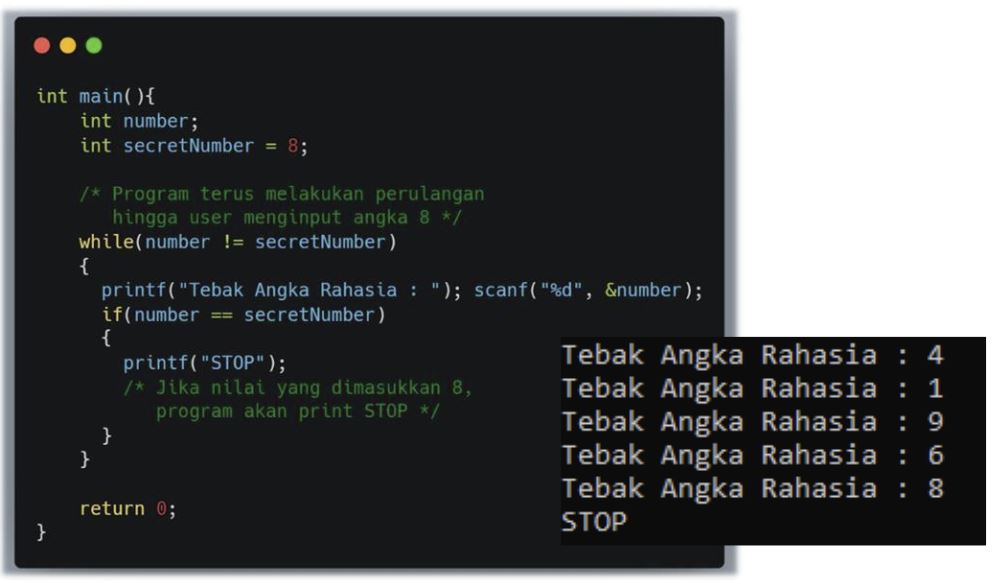 int main(){
int number;
int secretNumber = 8;
/* Program terus melakukan perulangan
hingga user menginput angka 8 */
while(number != secretNumber)
{
printf("Tebak Angka Rahasia : "); scanf("%d", &number);
if(number == secretNumber)
{
printf("STOP");
/* Jika nilai yang dimasukkan 8,
program akan print STOP */
}
}
return 0;
}
Tebak Angka Rahasia : 4
Tebak Angka Rahasia : 1
Tebak Angka Rahasia : 9
Tebak Angka Rahasia : 6
Tebak Angka Rahasia : 8
STOP